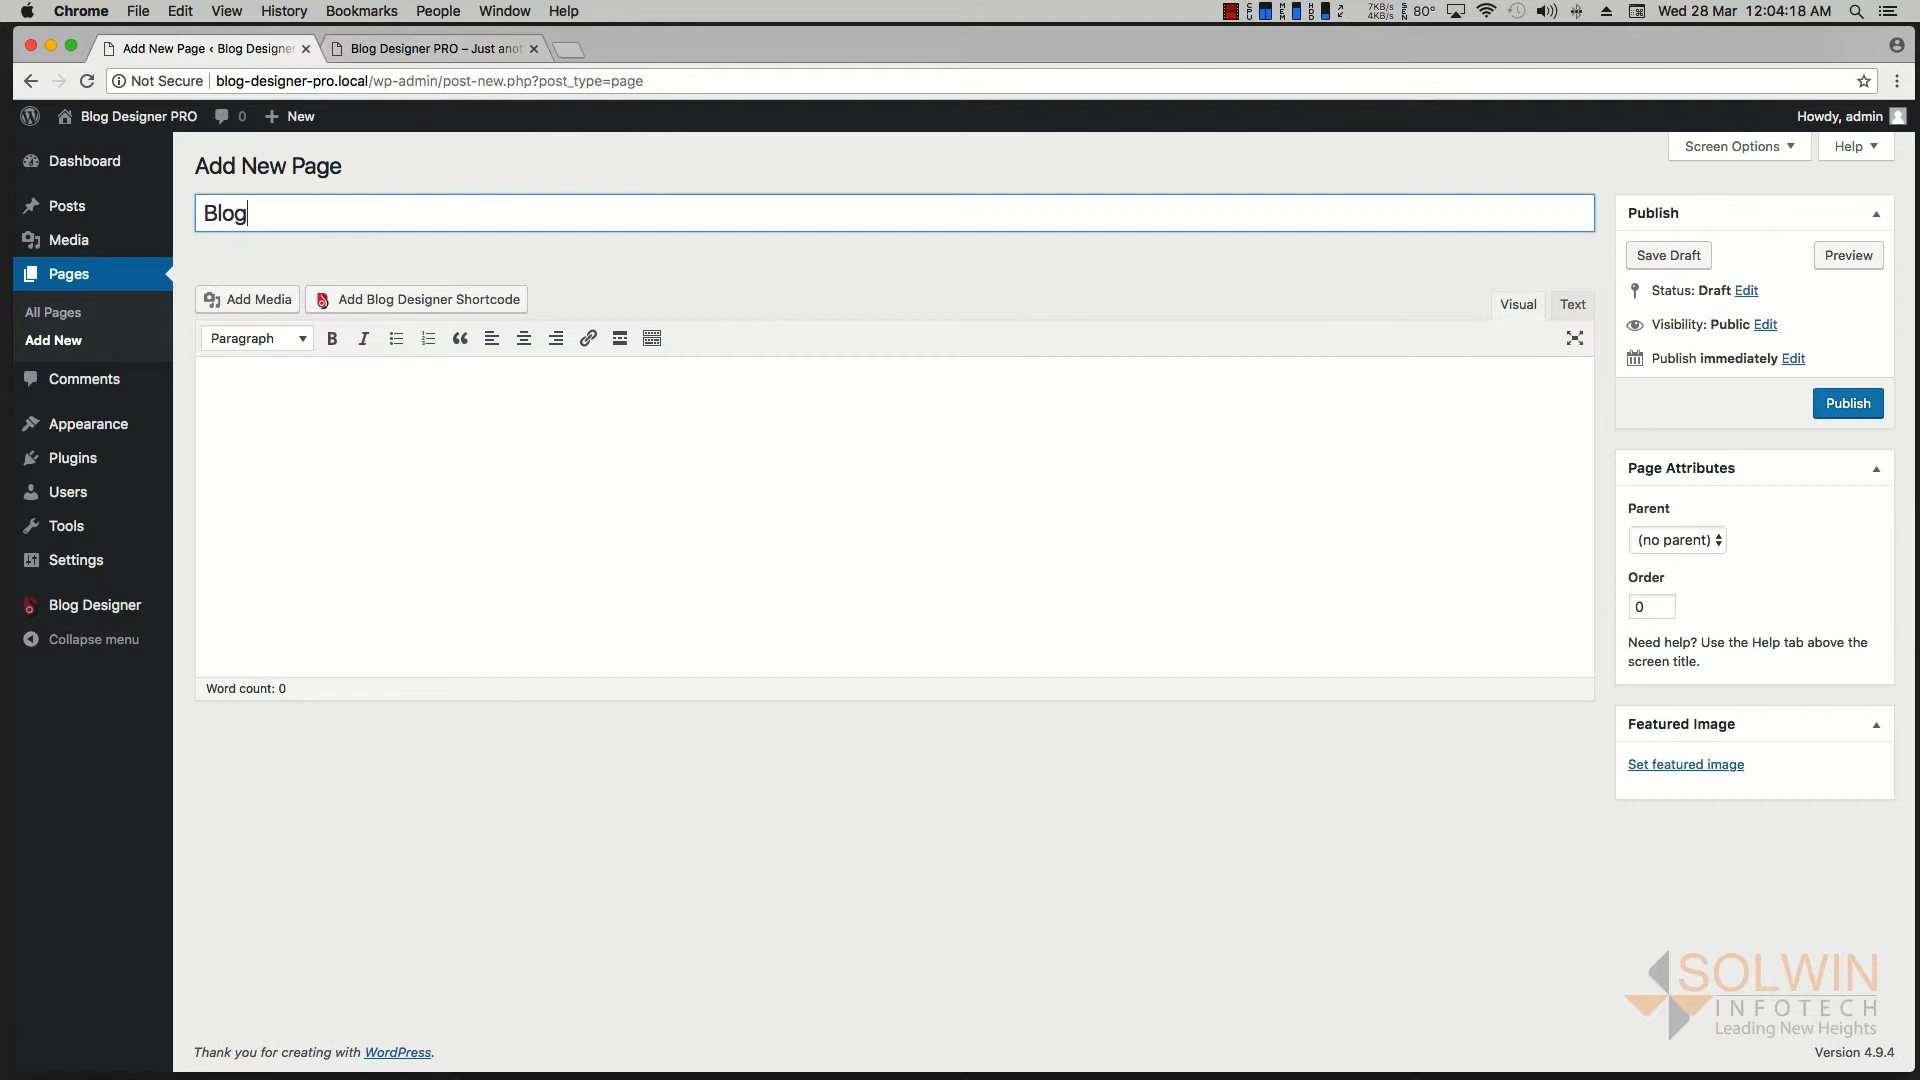 Chrome File Edit View History Bookmarks People Window Help
7KB/s
4KB/s
80° Wed 28 Mar 12:04:18 AM
Add New Page ‹ Blog Designer
Blog Designer PRO – Just anot
Not Secure blog-designer-pro.local/wp-admin/post-new.php?post_type=page
Blog Designer PRO 0 New
Howdy, admin
Screen Options
Help
Dashboard
Posts
Media
Pages
All Pages
Add New
Comments
Appearance
Plugins
Users
Tools
Settings
Blog Designer
Collapse menu
Add New Page
Blog
Add Media
Add Blog Designer Shortcode
Visual
Text
Paragraph
Word count: 0
Publish
Save Draft
Preview
Status: Draft Edit
Visibility: Public Edit
Publish immediately Edit
Publish
Page Attributes
Parent
(no parent)
Order
0
Need help? Use the Help tab above the
screen title.
Featured Image
Set featured image
SOLWIN
INFOTECH
Leading New Heights
Thank you for creating with WordPress.
Version 4.9.4